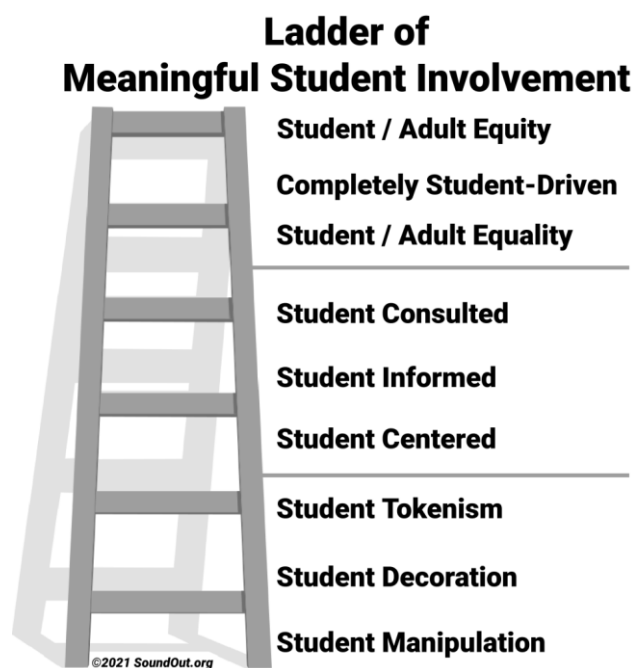 Ladder of
Meaningful Student Involvement
Student / Adult Equity
Completely Student-Driven
Student / Adult Equality
Student Consulted
Student Informed
Student Centered
Student Tokenism
Student Decoration
Student Manipulation
©2021 SoundOut.org